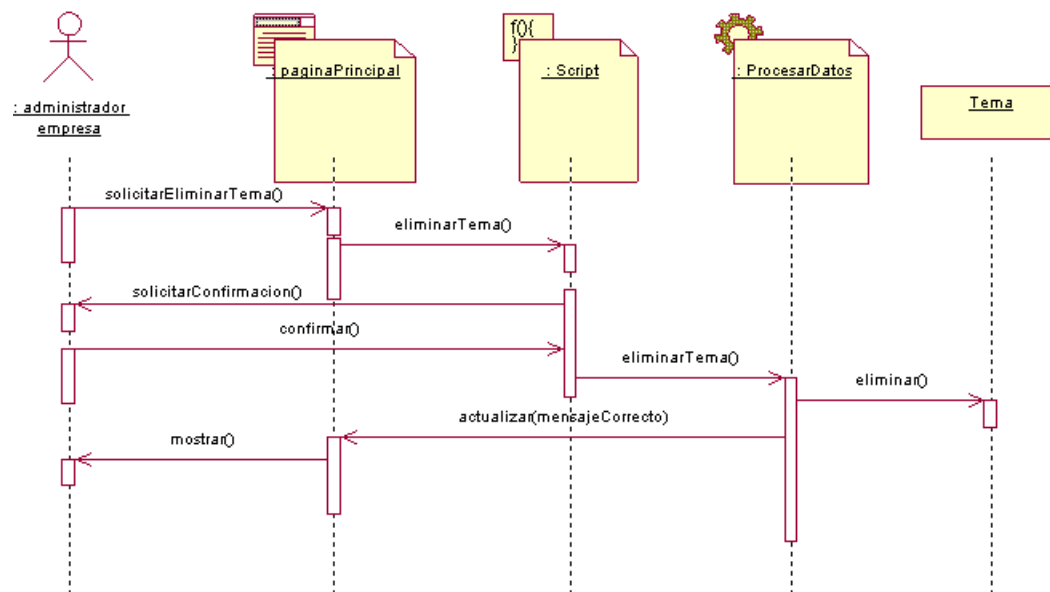 f(){
}
: paginaPrincipal
: Script
: ProcesarDatos
: administrador
empresa
Tema
solicitarEliminarTema()
eliminarTema()
solicitarConfirmacion()
confirmar()
eliminarTema()
eliminar()
actualizar(mensajeCorrecto)
mostrar()